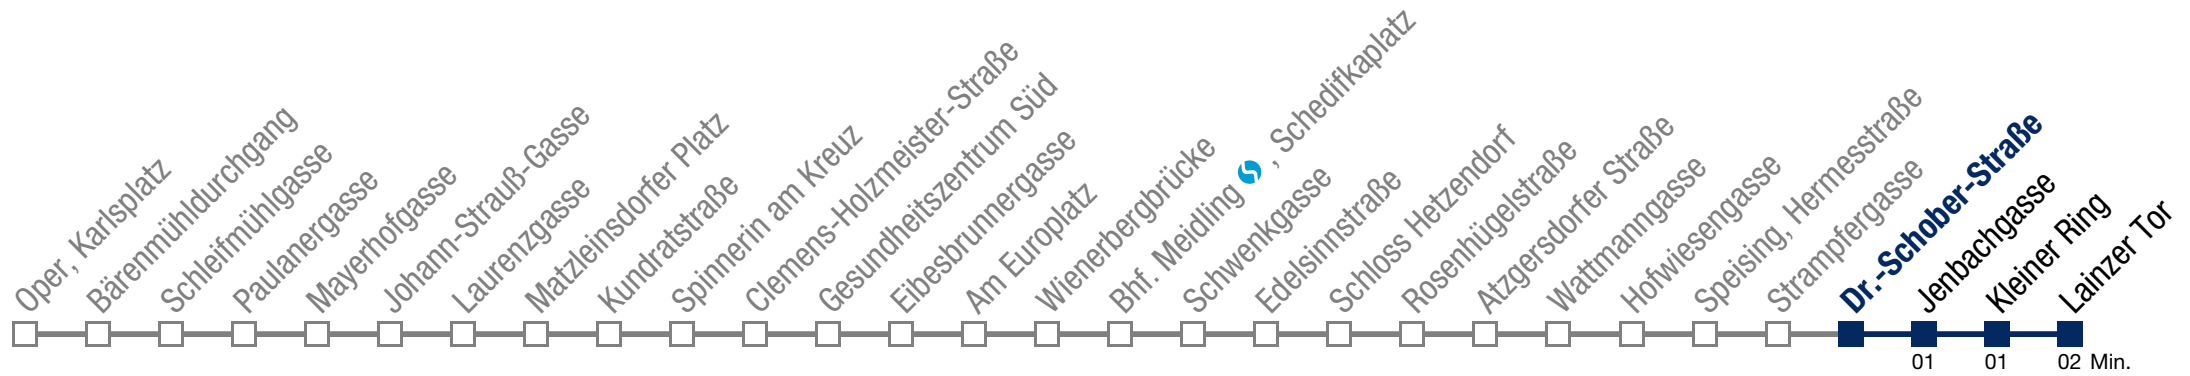 Oper, Karlsplatz
Bärenmühldurchgang
Schleifmühlgasse
Paulanergasse
Mayerhofgasse
Johann-Strauß-Gasse
Laurenzgasse
Matzleinsdorfer Platz
Kundratstraße
Spinnerin am Kreuz
Clemens-Holzmeister-Straße
Gesundheitszentrum Süd
Eibesbrunnergasse
Am Europlatz
Wienerbergbrücke
Bhf. Meidling , Schedifkaplatz
Schwenkgasse
Edelsinnstraße
Schloss Hetzendorf
Rosenhügelstraße
Atzgersdorfer Straße
Wattmanngasse
Hofwiesengasse
Speising, Hermesstraße
Strampfergasse
Dr.-Schober-Straße
Jenbachgasse
Kleiner Ring
Lainzer Tor
01 01 02 Min.